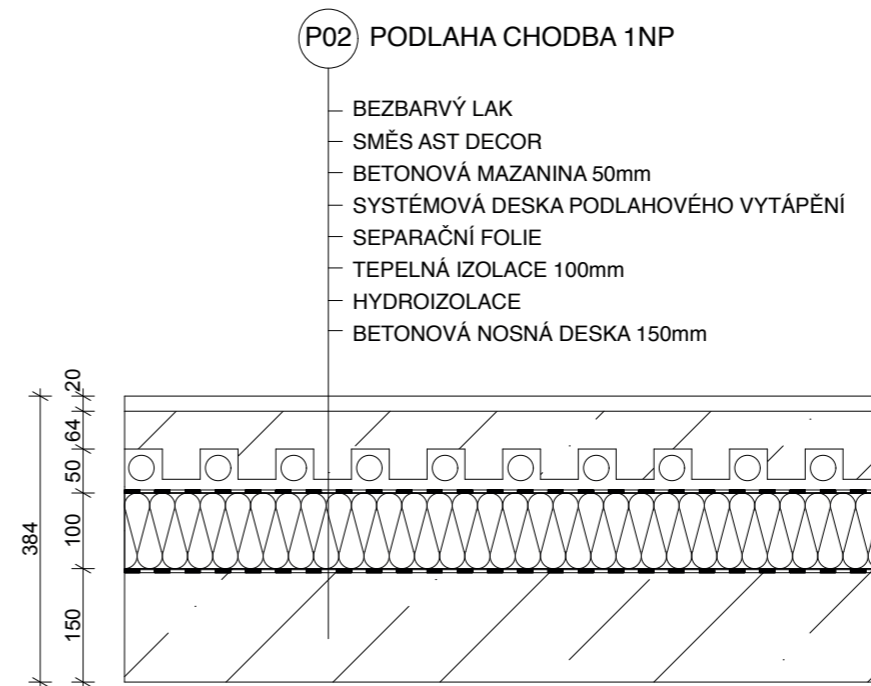 P02 PODLAHA CHODBA 1NP
BEZBARVÝ LAK
SMĚS AST DECOR
BETONOVÁ MAZANINA 50mm
SYSTÉMOVÁ DESKA PODLAHOVÉHO VYTÁPĚNÍ
SEPARAČNÍ FOLIE
TEPELNÁ IZOLACE 100mm
HYDROIZOLACE
BETONOVÁ NOSNÁ DESKA 150mm
20
64
50
100
384
150